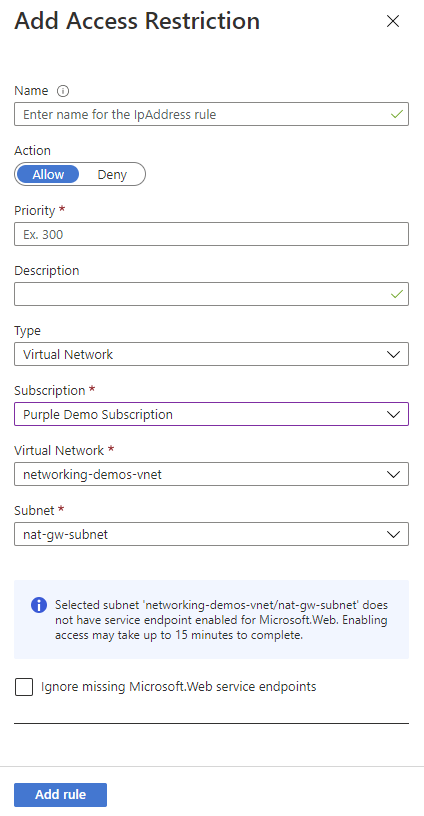 Add Access Restriction
Name
Enter name for the IpAddress rule
Action
Allow Deny
Priority *
Ex. 300
Description
Type
Virtual Network
Subscription *
Purple Demo Subscription
Virtual Network *
networking-demos-vnet
Subnet *
nat-gw-subnet
Selected subnet 'networking-demos-vnet/nat-gw-subnet' does
not have service endpoint enabled for Microsoft.Web. Enabling
access may take up to 15 minutes to complete.
Ignore missing Microsoft.Web service endpoints
Add rule